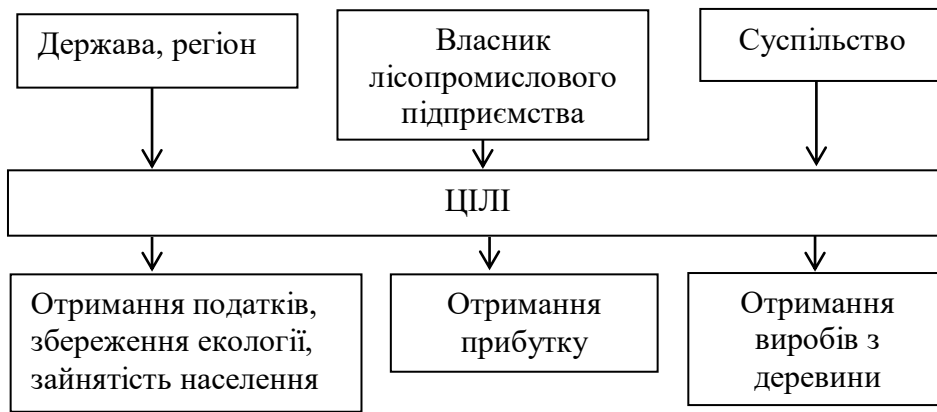 Держава, регіон
Власник
лісопромислового
підприємства
Суспільство
ЦІЛІ
Отримання податків,
збереження екології,
зайнятість населення
Отримання
прибутку
Отримання
виробів з
деревини